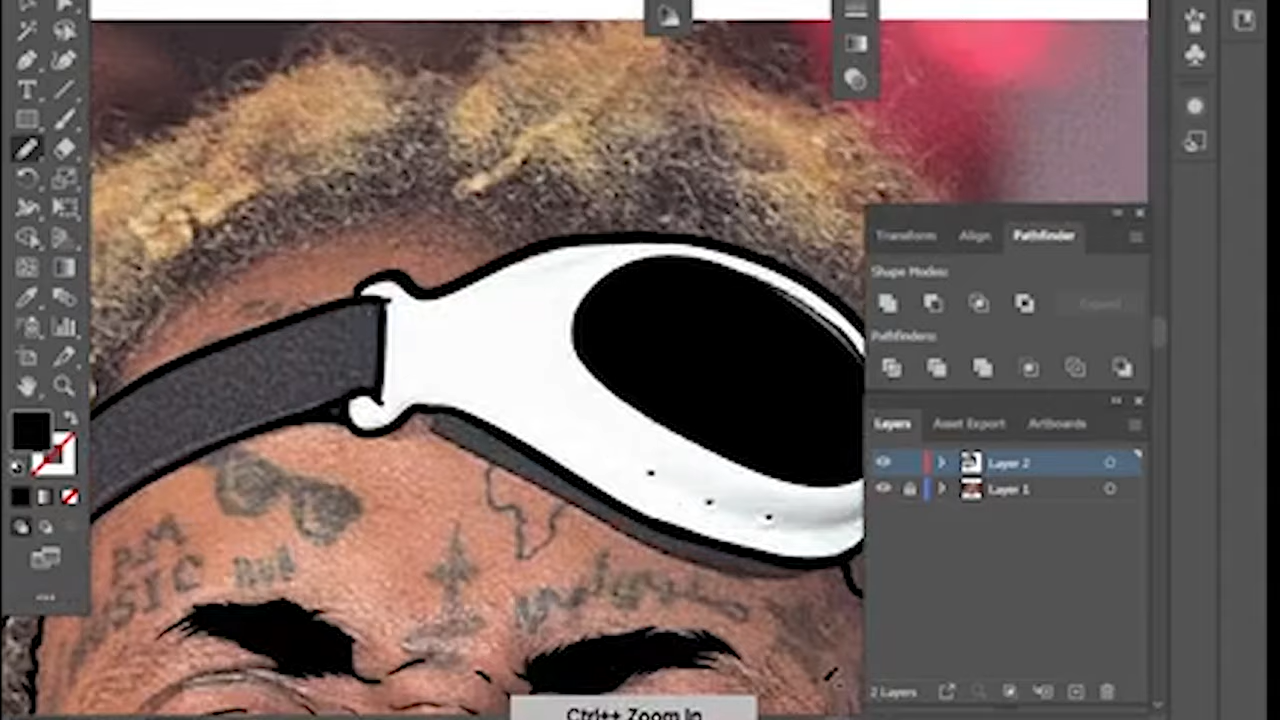 Transform Align Pathfinder
Shape Modes:
Expand
Pathfinders:
Layers Asset Export Artboards
Layer 2
Layer 1
2 Layers
SIC
Ctrl++ Zoom In